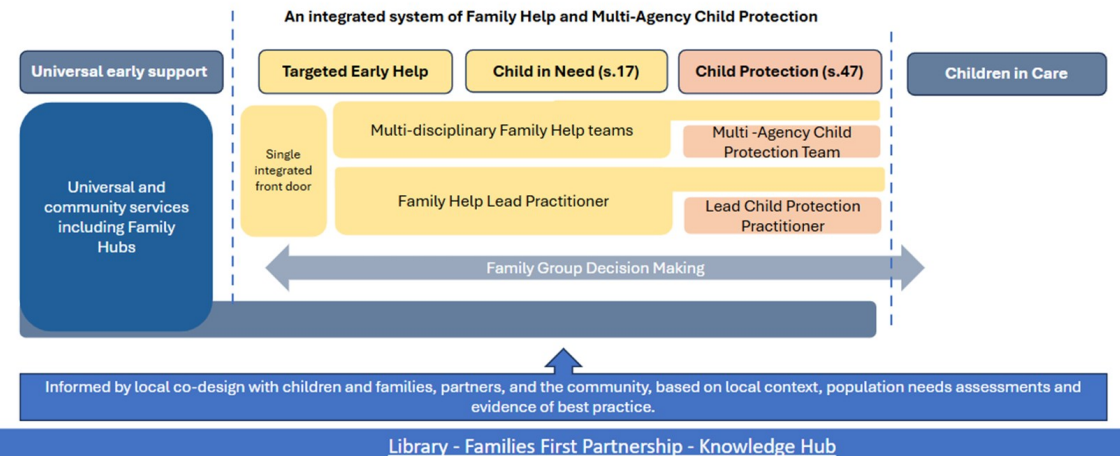 An integrated system of Family Help and Multi-Agency Child Protection
Universal early support
Targeted Early Help
Child in Need (s.17)
Child Protection (s.47)
Children in Care
Universal and
community services
including Family
Hubs
Single
integrated
front door
Multi-disciplinary Family Help teams
Multi -Agency Child
Protection Team
Family Help Lead Practitioner
Lead Child Protection
Practitioner
Family Group Decision Making
Informed by local co-design with children and families, partners, and the community, based on local context, population needs assessments and
evidence of best practice.
Library - Families First Partnership - Knowledge Hub